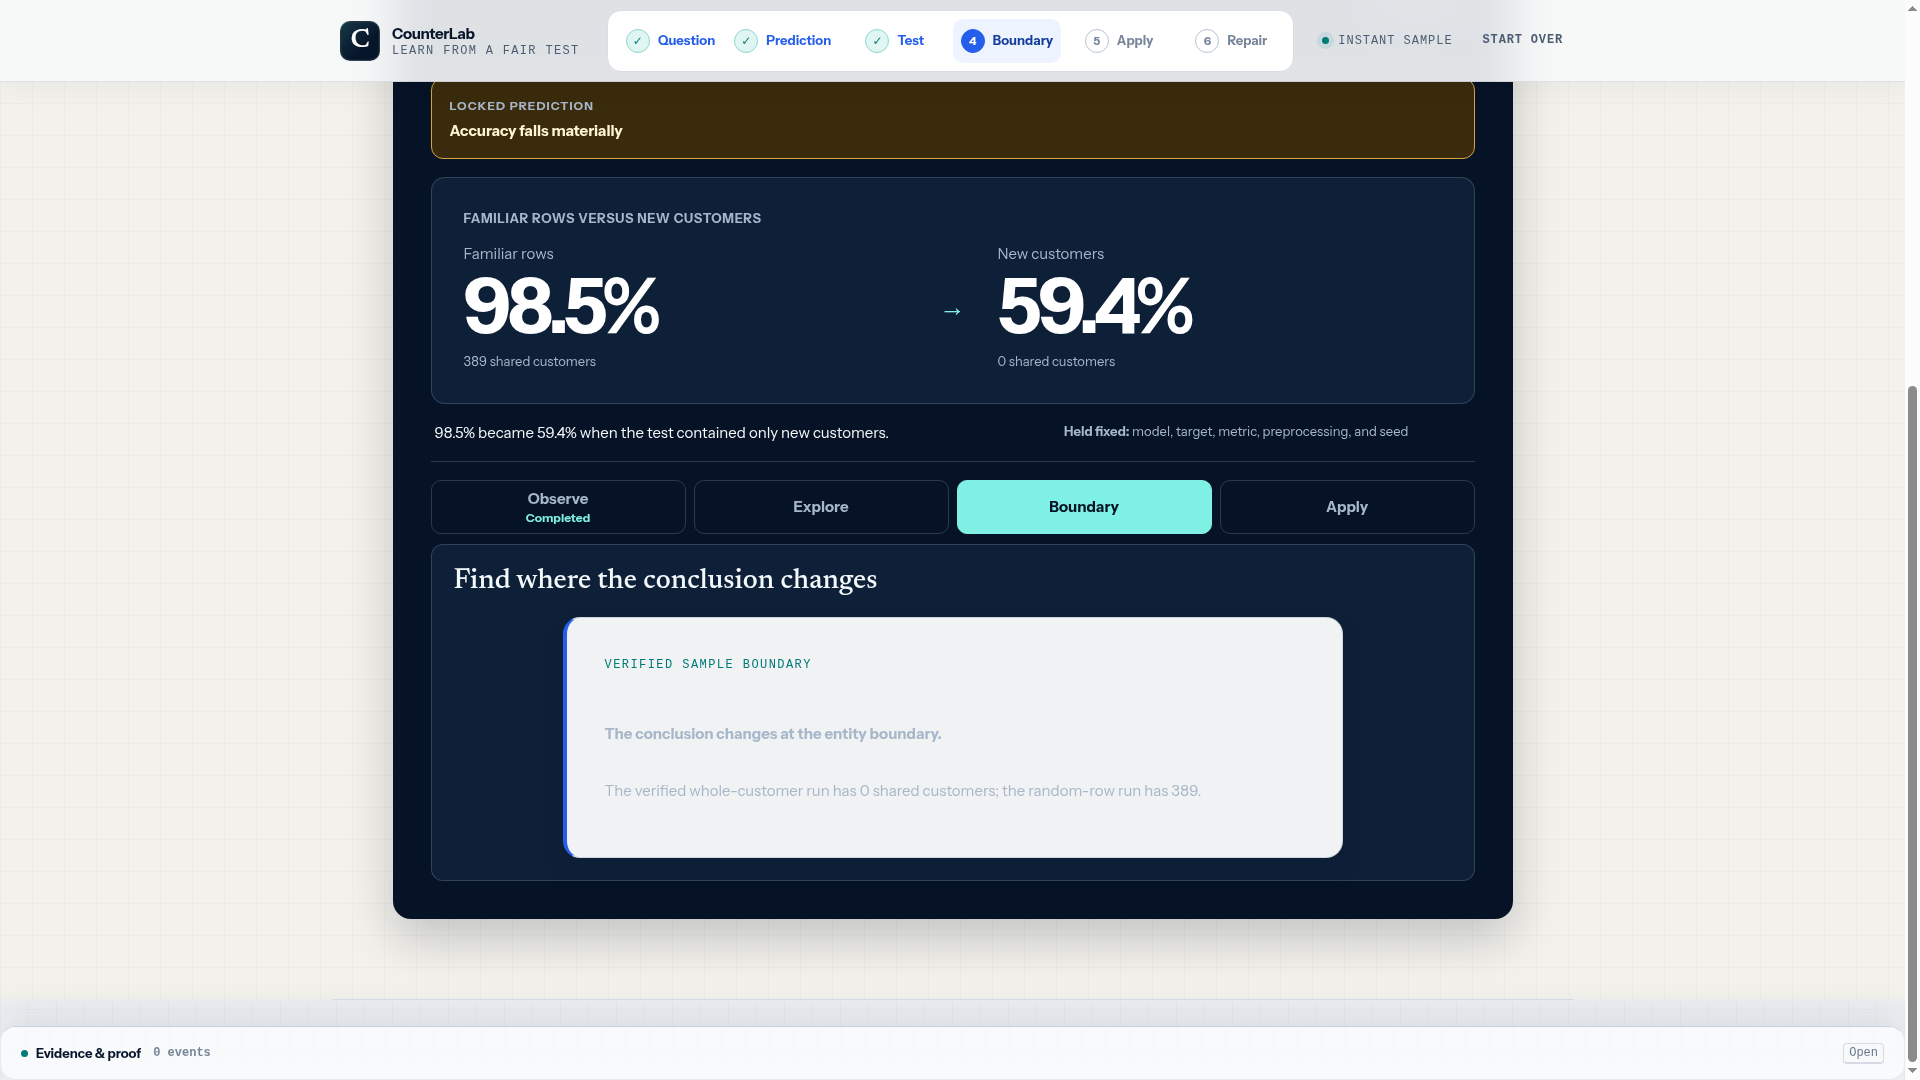 C
CounterLab
LEARN FROM A FAIR TEST
✓ Question
✓ Prediction
✓ Test
4 Boundary
5 Apply
6 Repair
INSTANT SAMPLE
START OVER
LOCKED PREDICTION
Accuracy falls materially
FAMILIAR ROWS VERSUS NEW CUSTOMERS
Familiar rows
98.5%
389 shared customers
→
New customers
59.4%
0 shared customers
98.5% became 59.4% when the test contained only new customers.
Held fixed: model, target, metric, preprocessing, and seed
Observe
Completed
Explore
Boundary
Apply
Find where the conclusion changes
VERIFIED SAMPLE BOUNDARY
The conclusion changes at the entity boundary.
The verified whole-customer run has 0 shared customers; the random-row run has 389.
Evidence & proof 0 events
Open